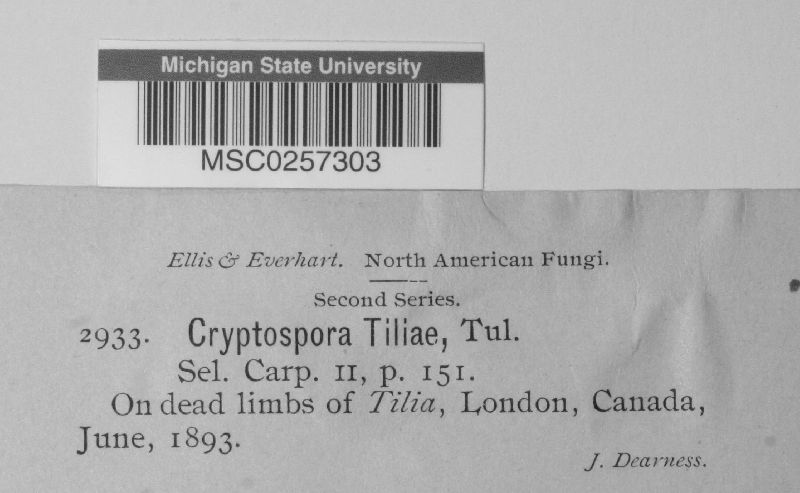 Michigan State University
MSC0257303
Ellis & Everhart. North American Fungi.
Second Series.
2933. Cryptospora Tiliae, Tul.
Sel. Carp. II, p. 151.
On dead limbs of Tilia, London, Canada,
June, 1893.
J. Dearness.